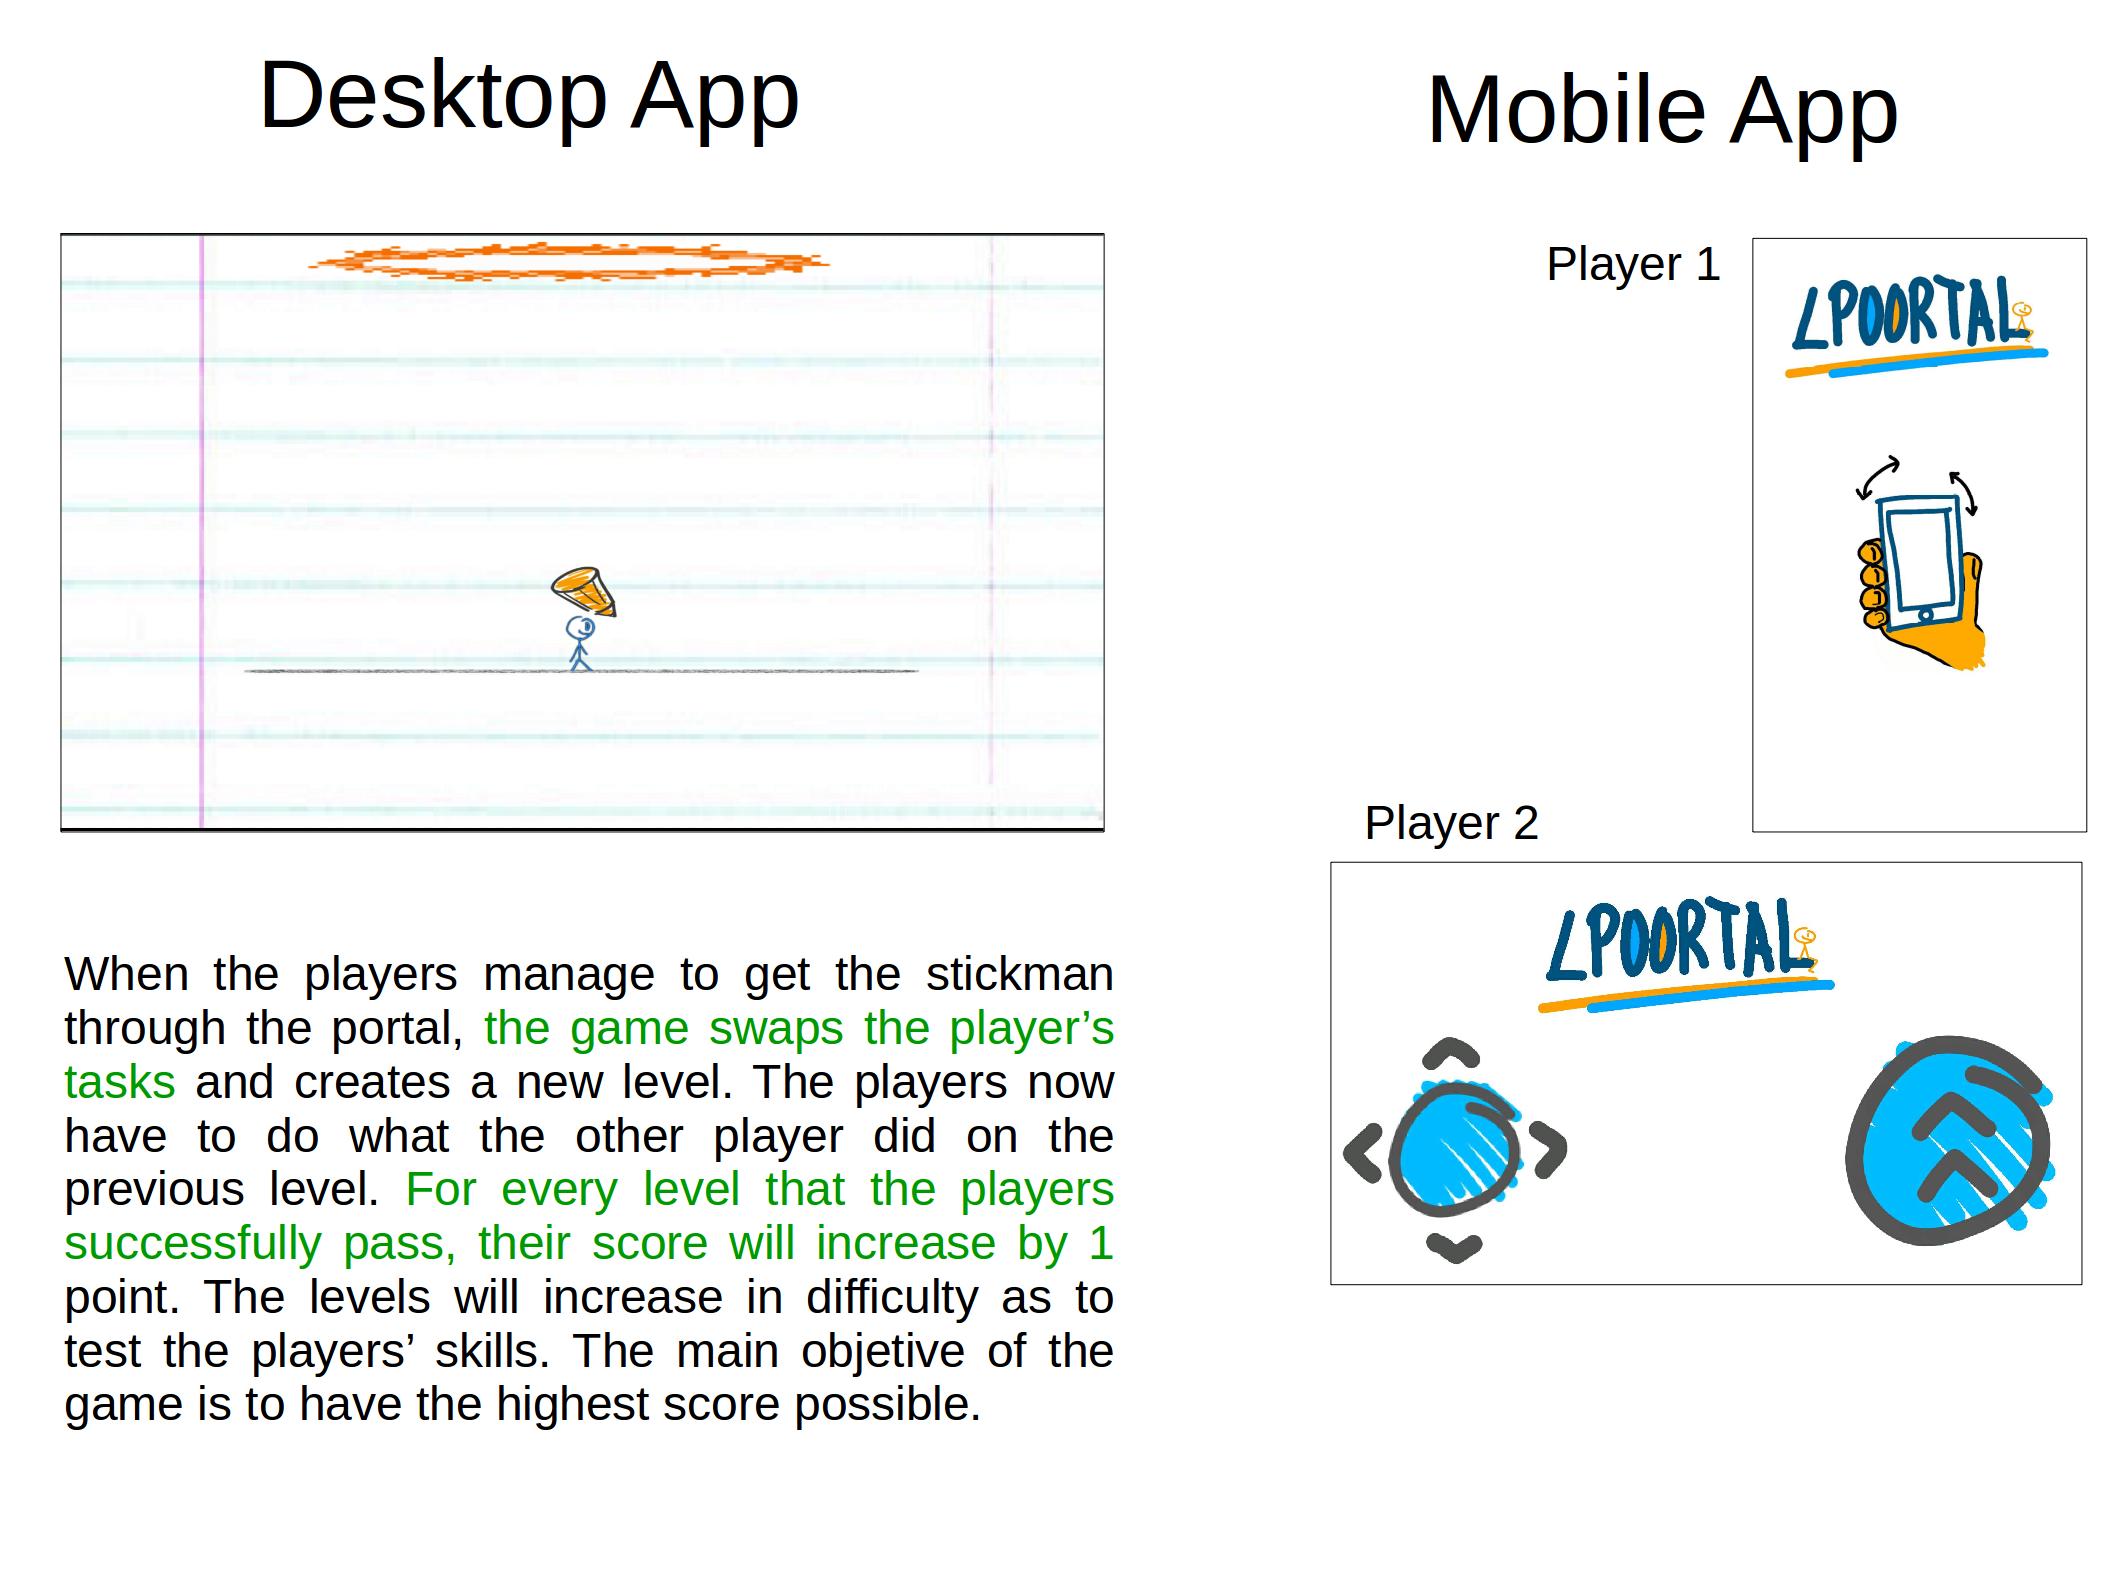 Desktop App
Mobile App
Player 1
LPOORTAL
Player 2
LPOORTAL
When the players manage to get the stickman
through the portal, the game swaps the player’s
tasks and creates a new level. The players now
have to do what the other player did on the
previous level. For every level that the players
successfully pass, their score will increase by 1
point. The levels will increase in difficulty as to
test the players’ skills. The main objetive of the
game is to have the highest score possible.